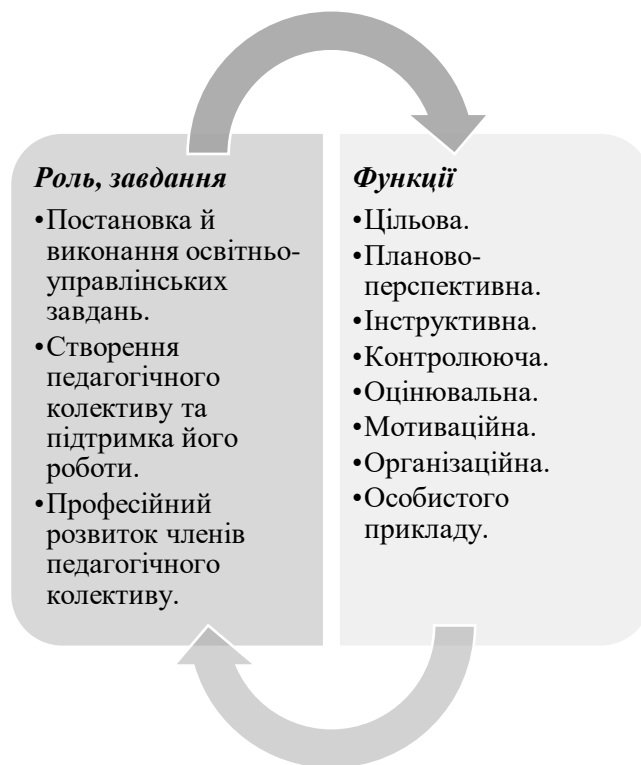 Роль, завдання
•Постановка й
виконання освітньо-
управлінських
завдань.
•Створення
педагогічного
колективу та
підтримка його
роботи.
•Професійний
розвиток членів
педагогічного
колективу.
Функції
•Цільова.
•Планово-
перспективна.
•Інструктивна.
•Контролююча.
•Оцінювальна.
•Мотиваційна.
•Організаційна.
•Особистого
прикладу.